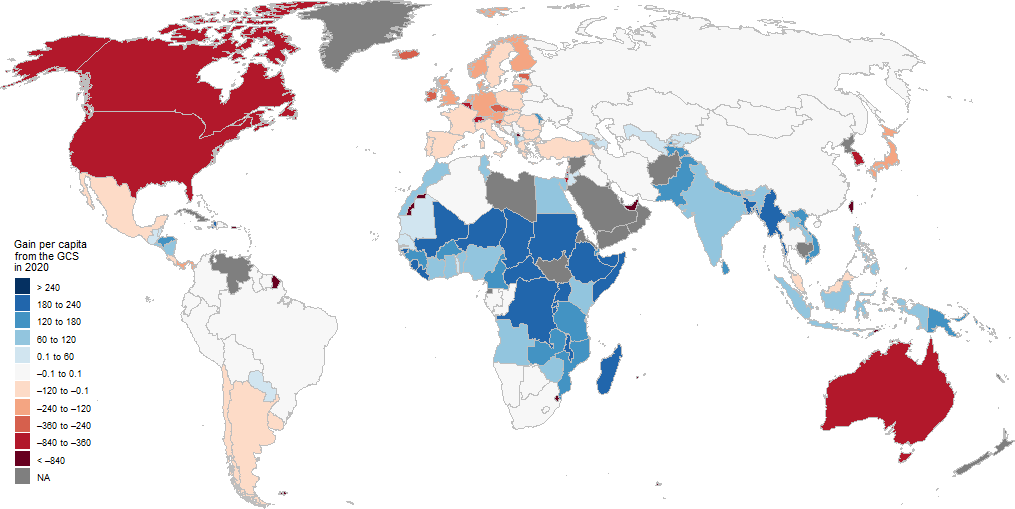 Gain per capita
from the GCS
in 2020
> 240
180 to 240
120 to 180
60 to 120
0.1 to 60
–0.1 to 0.1
–120 to –0.1
–240 to –120
–360 to –240
–840 to –360
< –840
NA